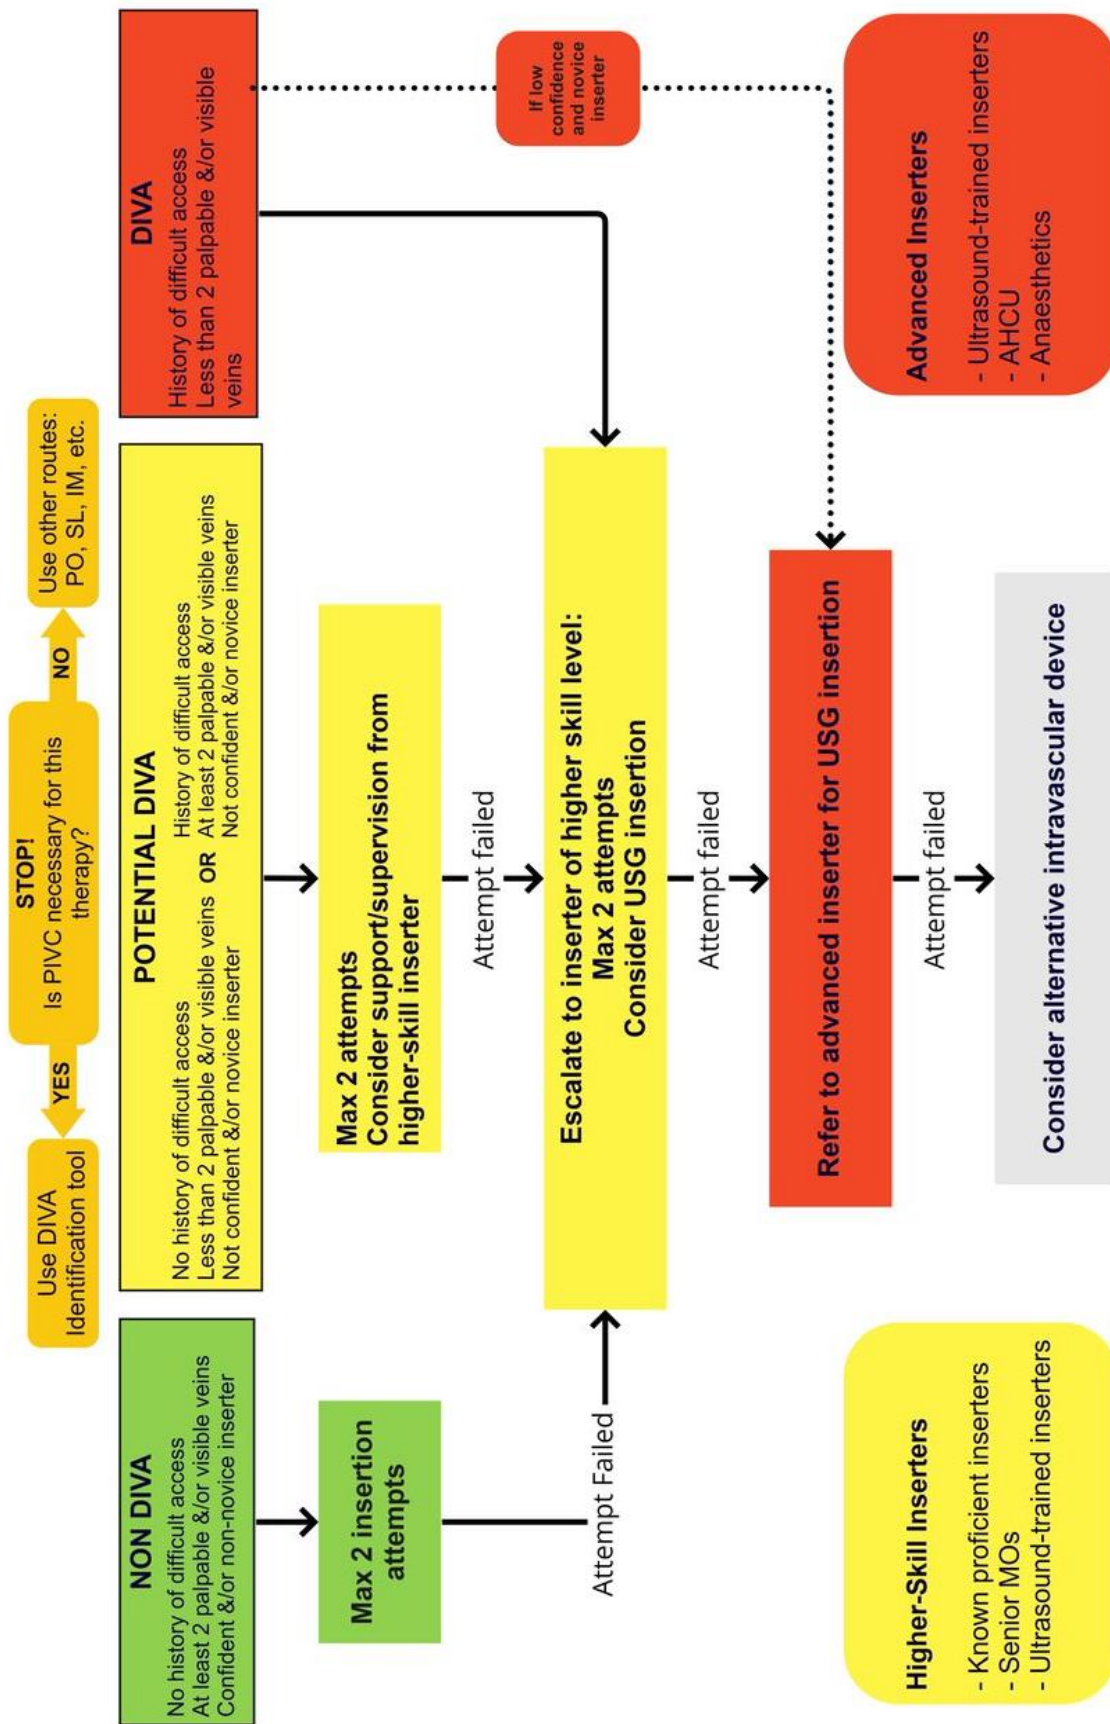 STOP!
Is PIVC necessary for this
therapy?
YES
NO
Use DIVA
Identification tool
Use other routes:
PO, SL, IM, etc.
NON DIVA
No history of difficult access
At least 2 palpable &/or visible veins
Confident &/or non-novice inserter
POTENTIAL DIVA
No history of difficult access
Less than 2 palpable &/or visible veins
Not confident &/or novice inserter
OR
History of difficult access
At least 2 palpable &/or visible veins
Not confident &/or novice inserter
DIVA
History of difficult access
Less than 2 palpable &/or visible
veins
Max 2 insertion
attempts
Max 2 attempts
Consider support/supervision from
higher-skill inserter
If low
confidence
and novice
inserter
Attempt Failed
Attempt failed
Escalate to inserter of higher skill level:
Max 2 attempts
Consider USG insertion
Attempt failed
Refer to advanced inserter for USG insertion
Attempt failed
Consider alternative intravascular device
Higher-Skill Inserters
- Known proficient inserters
- Senior MOs
- Ultrasound-trained inserters
Advanced Inserters
- Ultrasound-trained inserters
- AHCU
- Anaesthetics